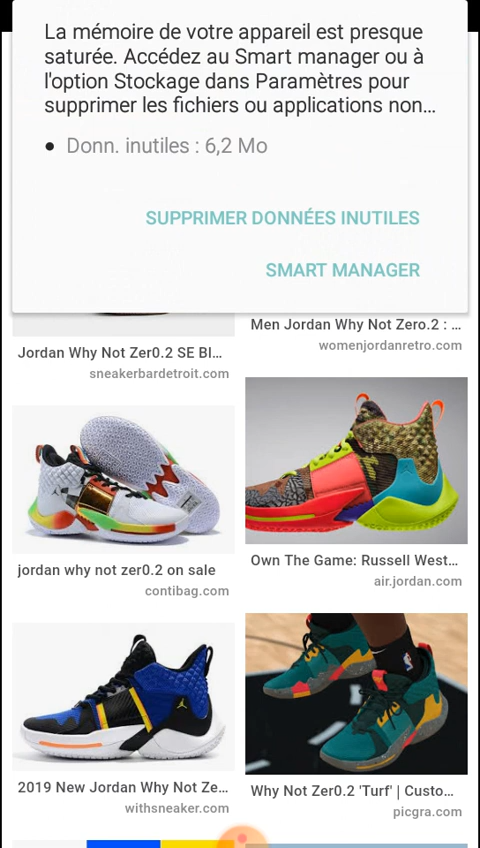 La mémoire de votre appareil est presque
saturée. Accédez au Smart manager ou à
l'option Stockage dans Paramètres pour
supprimer les fichiers ou applications non…
• Donn. inutiles : 6,2 Mo
SUPPRIMER DONNÉES INUTILES
SMART MANAGER
Jordan Why Not Zer0.2 SE Bl…
sneakerbardetroit.com
Men Jordan Why Not Zero.2 : …
womenjordanretro.com
jordan why not zer0.2 on sale
contibag.com
Own The Game: Russell West…
air.jordan.com
2019 New Jordan Why Not Ze…
withsneaker.com
Why Not Zer0.2 'Turf' | Custo…
picgra.com